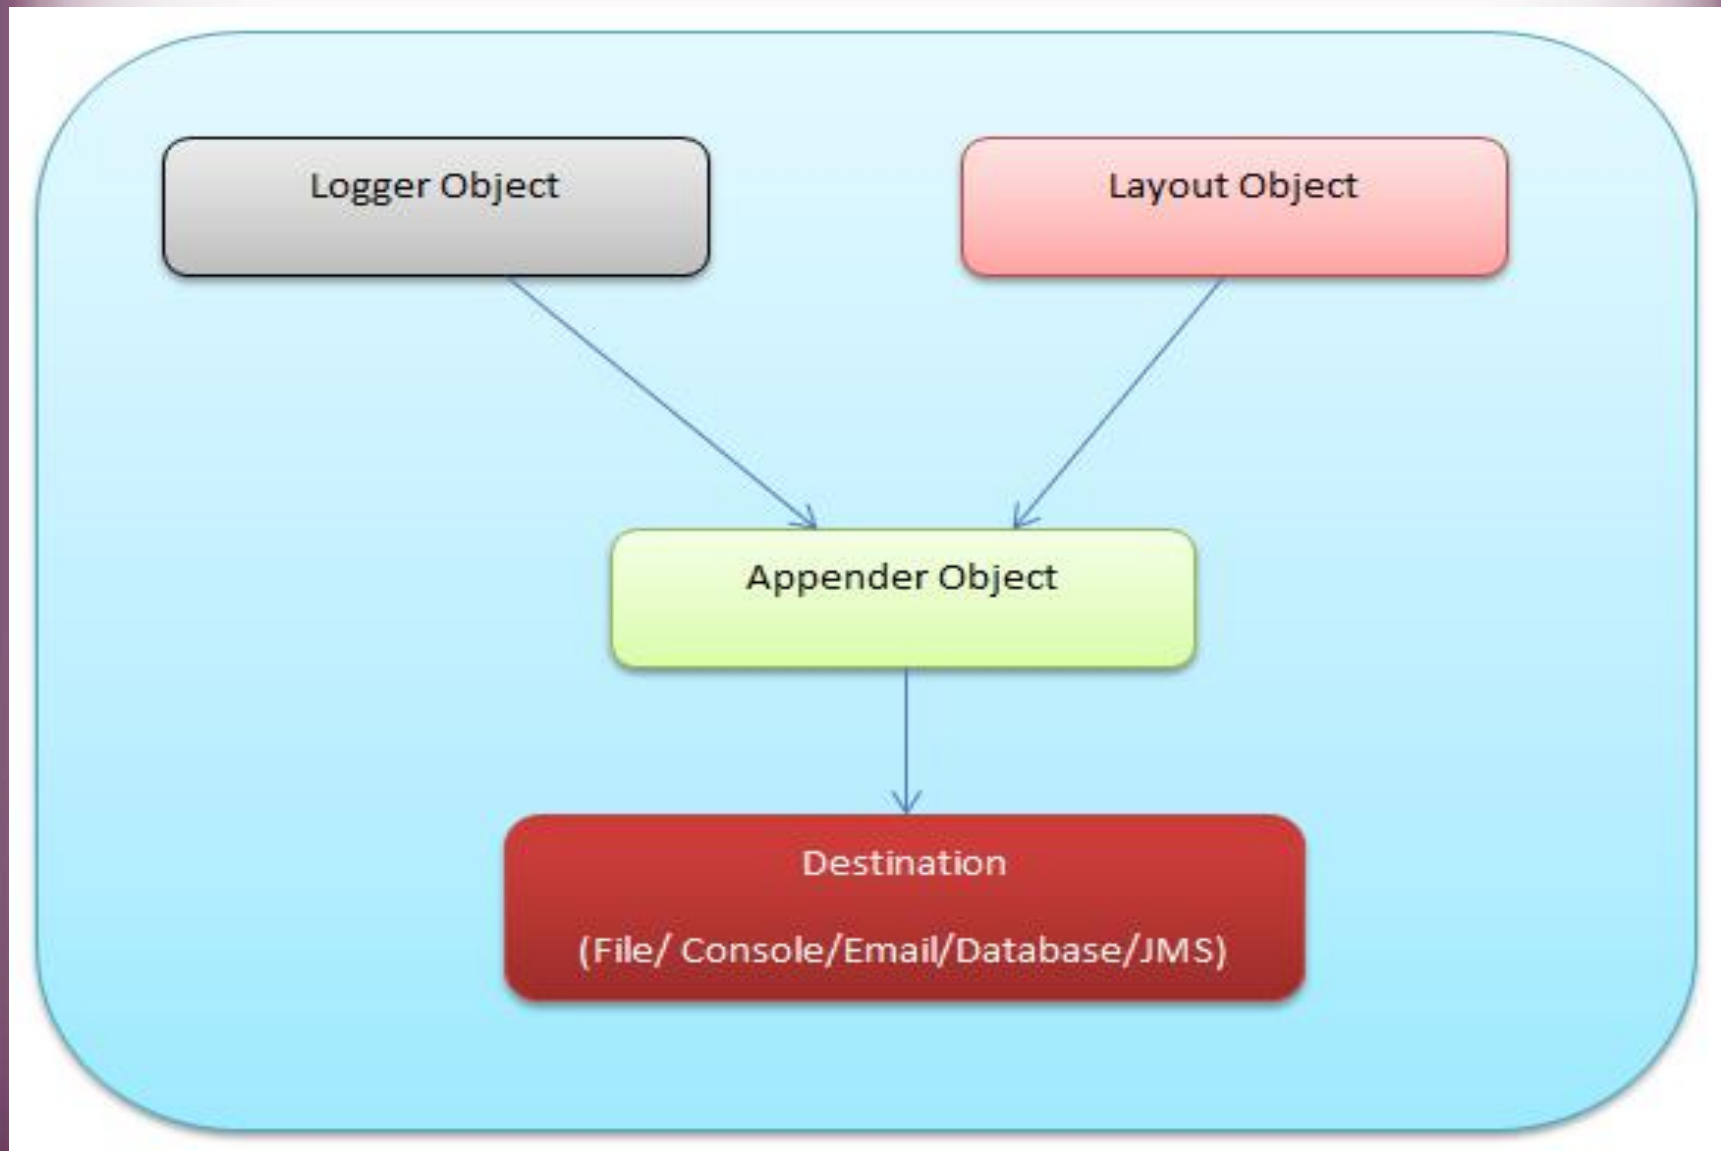 Logger Object
Layout Object
Appender Object
Destination
(File/ Console/Email/Database/JMS)